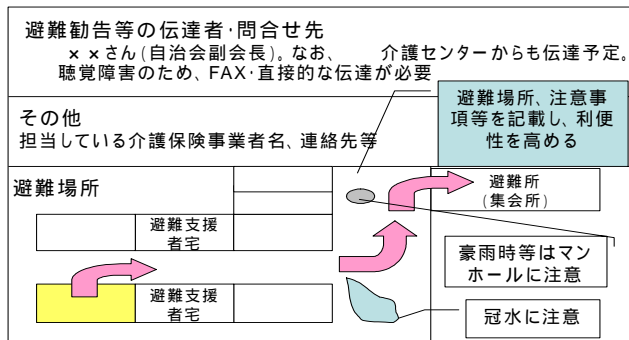 避難勧告等の伝達者・問合せ先
××さん(自治会副会長)。なお、 介護センターからも伝達予定。
聴覚障害のため、FAX・直接的な伝達が必要
その他
担当している介護保険事業者名、連絡先等
避難場所、注意事
項等を記載し、利便
性を高める
避難場所
避難所
(集会所)
避難支援
者宅
豪雨時等はマン
ホールに注意
避難支援
者宅
冠水に注意